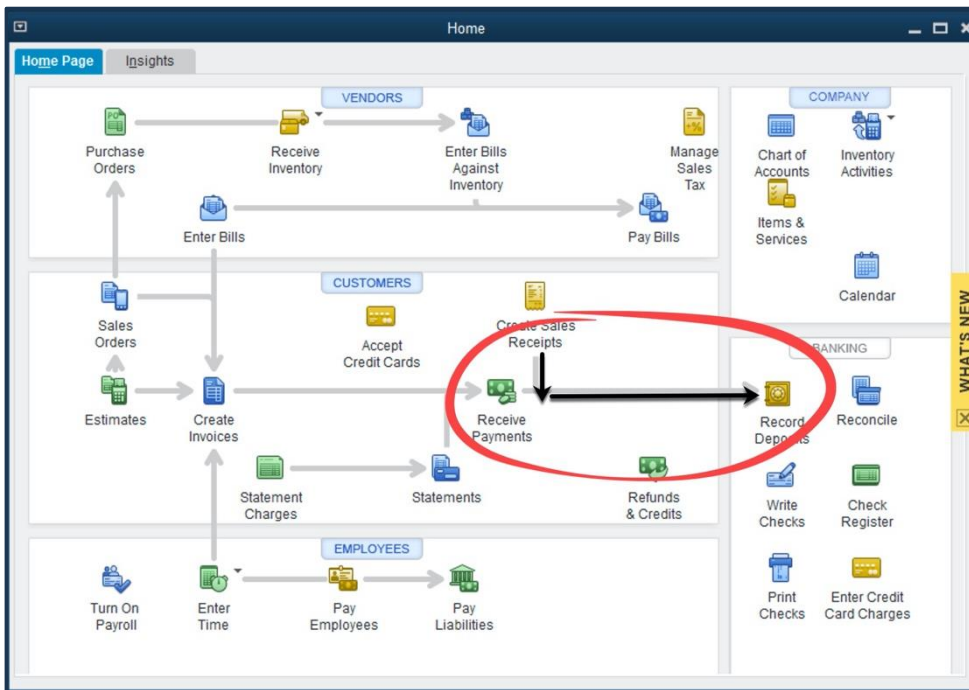 Home
Home Page
Insights
VENDORS
Purchase
Orders
Receive
Inventory
Enter Bills
Against
Inventory
Manage
Sales
Tax
Enter Bills
Pay Bills
CUSTOMERS
Sales
Orders
Accept
Credit Cards
Create Sales
Receipts
Estimates
Create
Invoices
Receive
Payments
Statement
Charges
Statements
Refunds
& Credits
EMPLOYEES
Turn On
Payroll
Enter
Time
Pay
Employees
Pay
Liabilities
COMPANY
Chart of
Accounts
Inventory
Activities
Items &
Services
Calendar
BANKING
Record
Deposits
Reconcile
Write
Checks
Check
Register
Print
Checks
Enter Credit
Card Charges
WHAT'S NEW